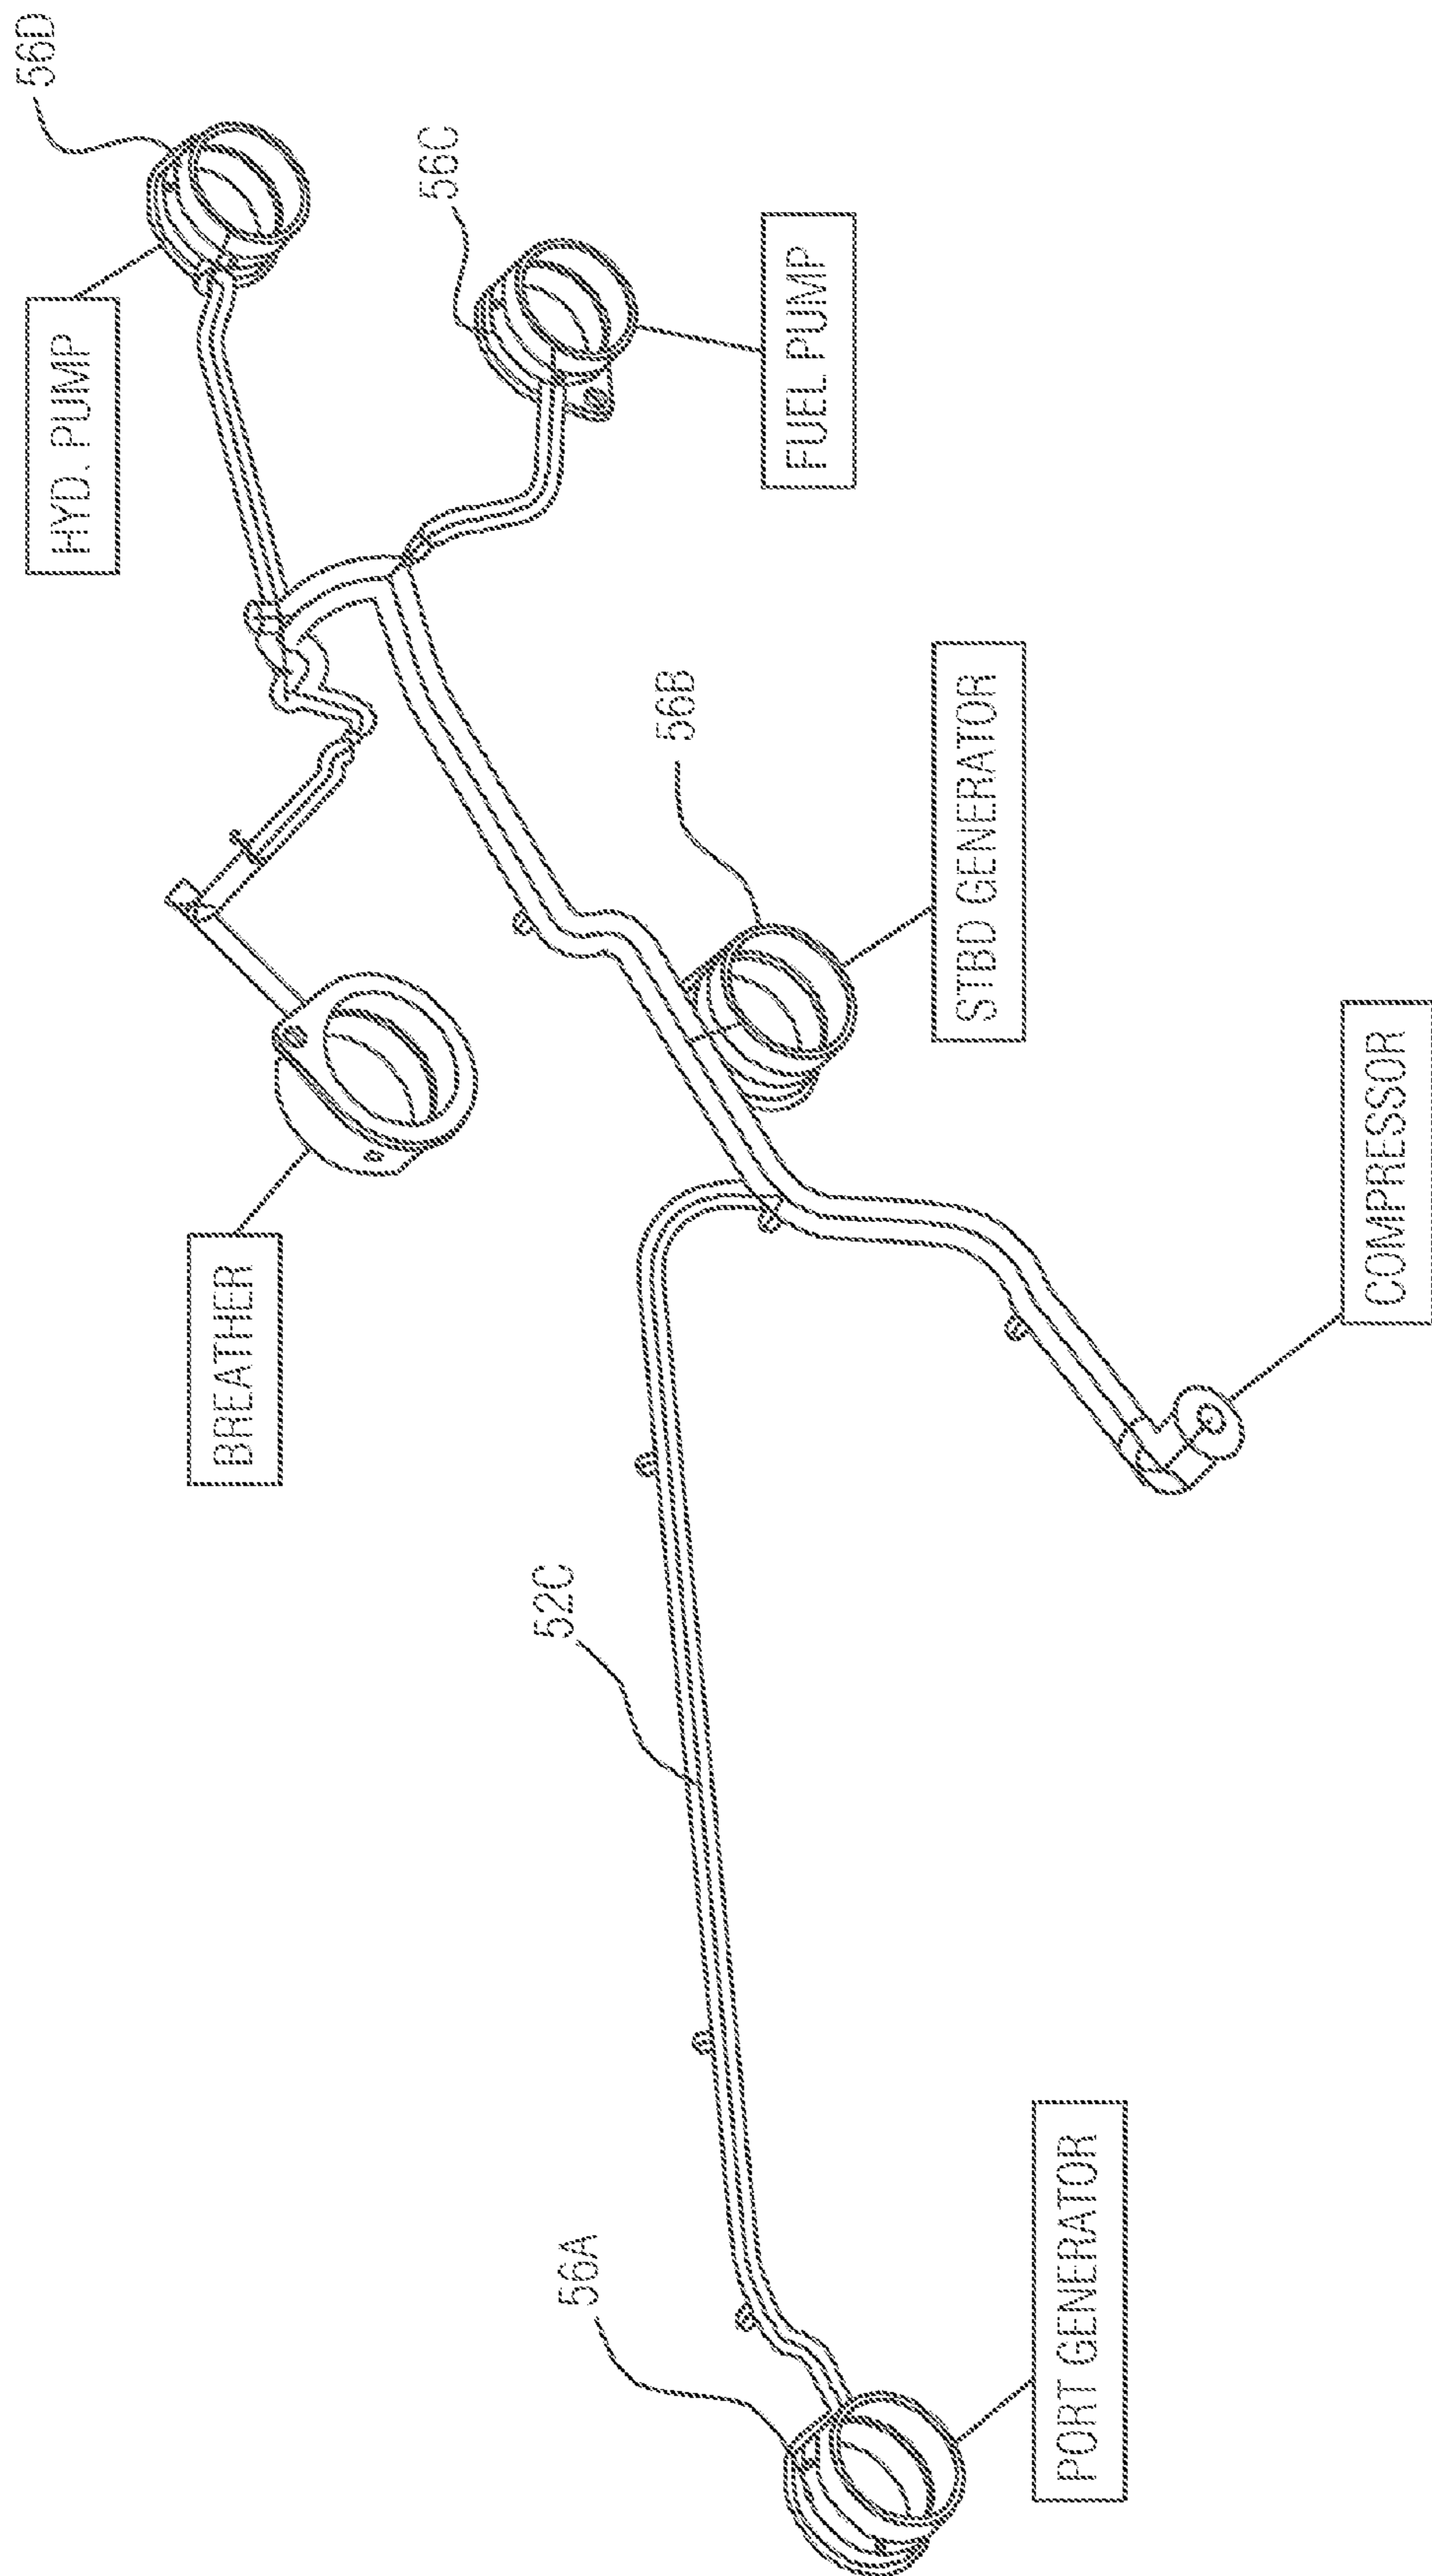 56D
HYD. PUMP
56C
FUEL PUMP
BREATHER
56B
STBD GENERATOR
COMPRESSOR
52C
56A
PORT GENERATOR